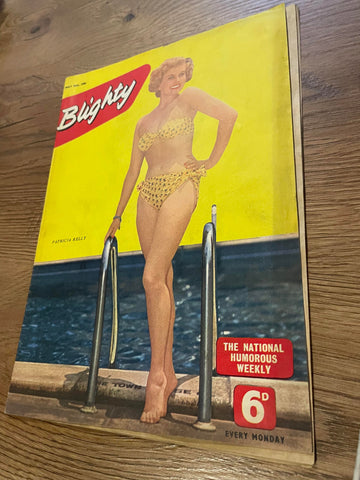 Blighty
PATRICIA KELLY
THE NATIONAL
HUMOROUS
WEEKLY
6D
EVERY MONDAY